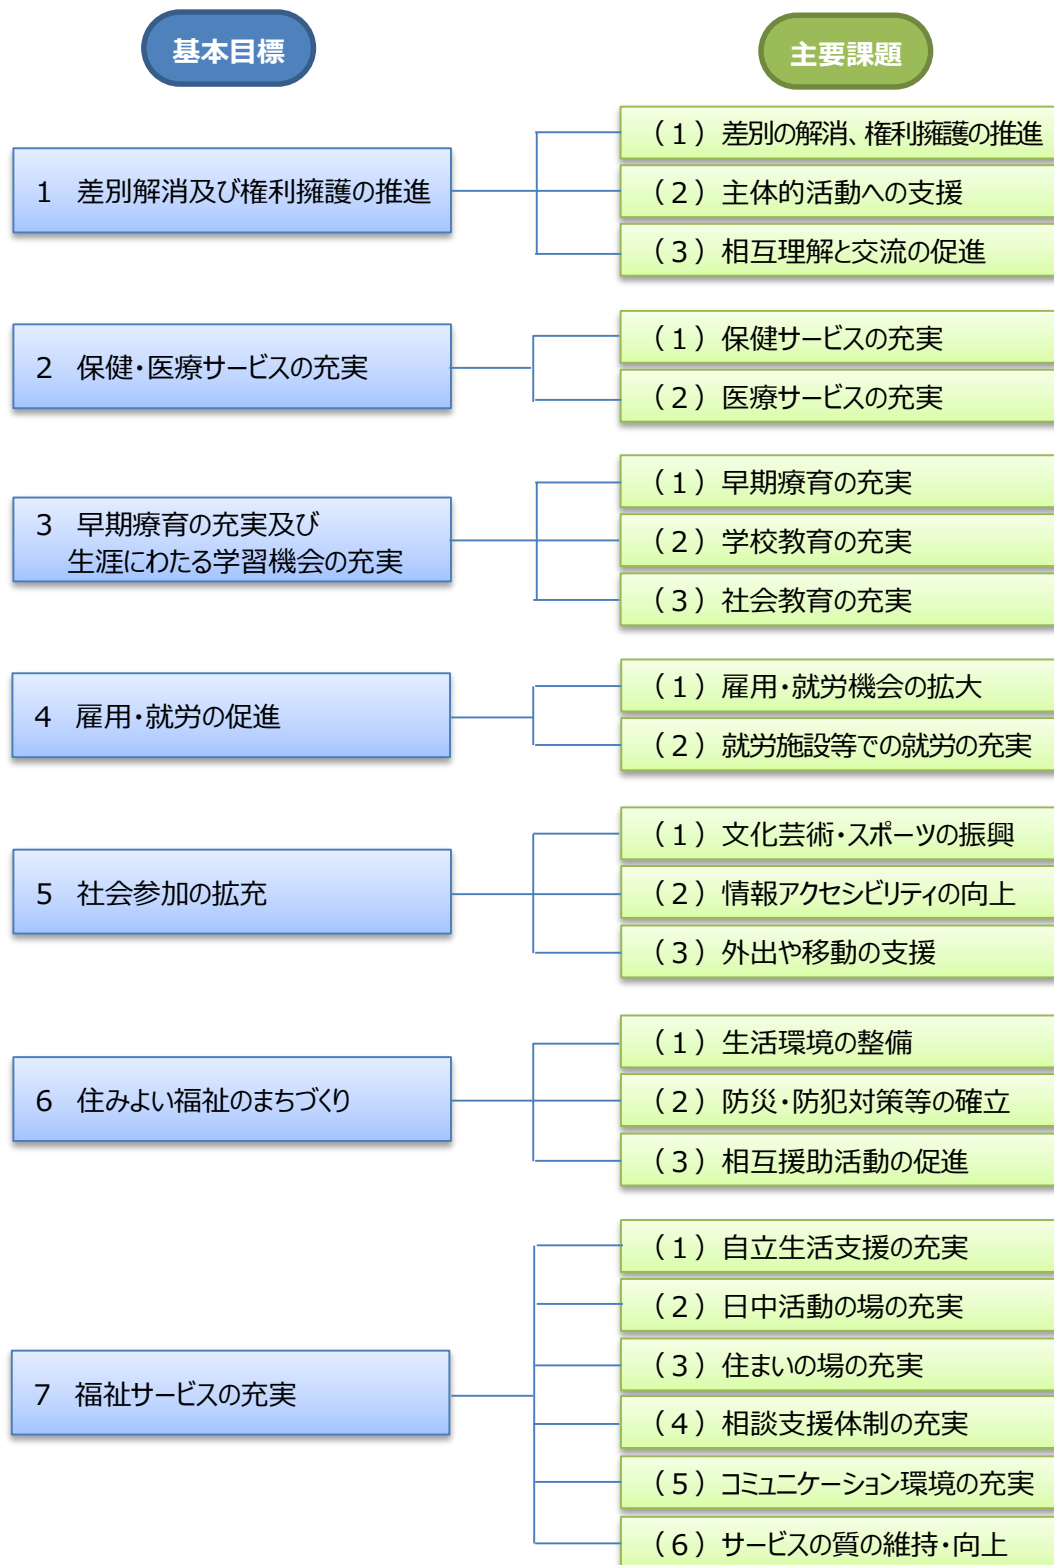 基本目標
主要課題
1 差別解消及び権利擁護の推進
（1）差別の解消、権利擁護の推進
（2）主体的活動への支援
（3）相互理解と交流の促進
2 保健・医療サービスの充実
（1）保健サービスの充実
（2）医療サービスの充実
3 早期療育の充実及び
生涯にわたる学習機会の充実
（1）早期療育の充実
（2）学校教育の充実
（3）社会教育の充実
4 雇用・就労の促進
（1）雇用・就労機会の拡大
（2）就労施設等での就労の充実
5 社会参加の拡充
（1）文化芸術・スポーツの振興
（2）情報アクセシビリティの向上
（3）外出や移動の支援
6 住みよい福祉のまちづくり
（1）生活環境の整備
（2）防災・防犯対策等の確立
（3）相互援助活動の促進
7 福祉サービスの充実
（1）自立生活支援の充実
（2）日中活動の場の充実
（3）住まいの場の充実
（4）相談支援体制の充実
（5）コミュニケーション環境の充実
（6）サービスの質の維持・向上